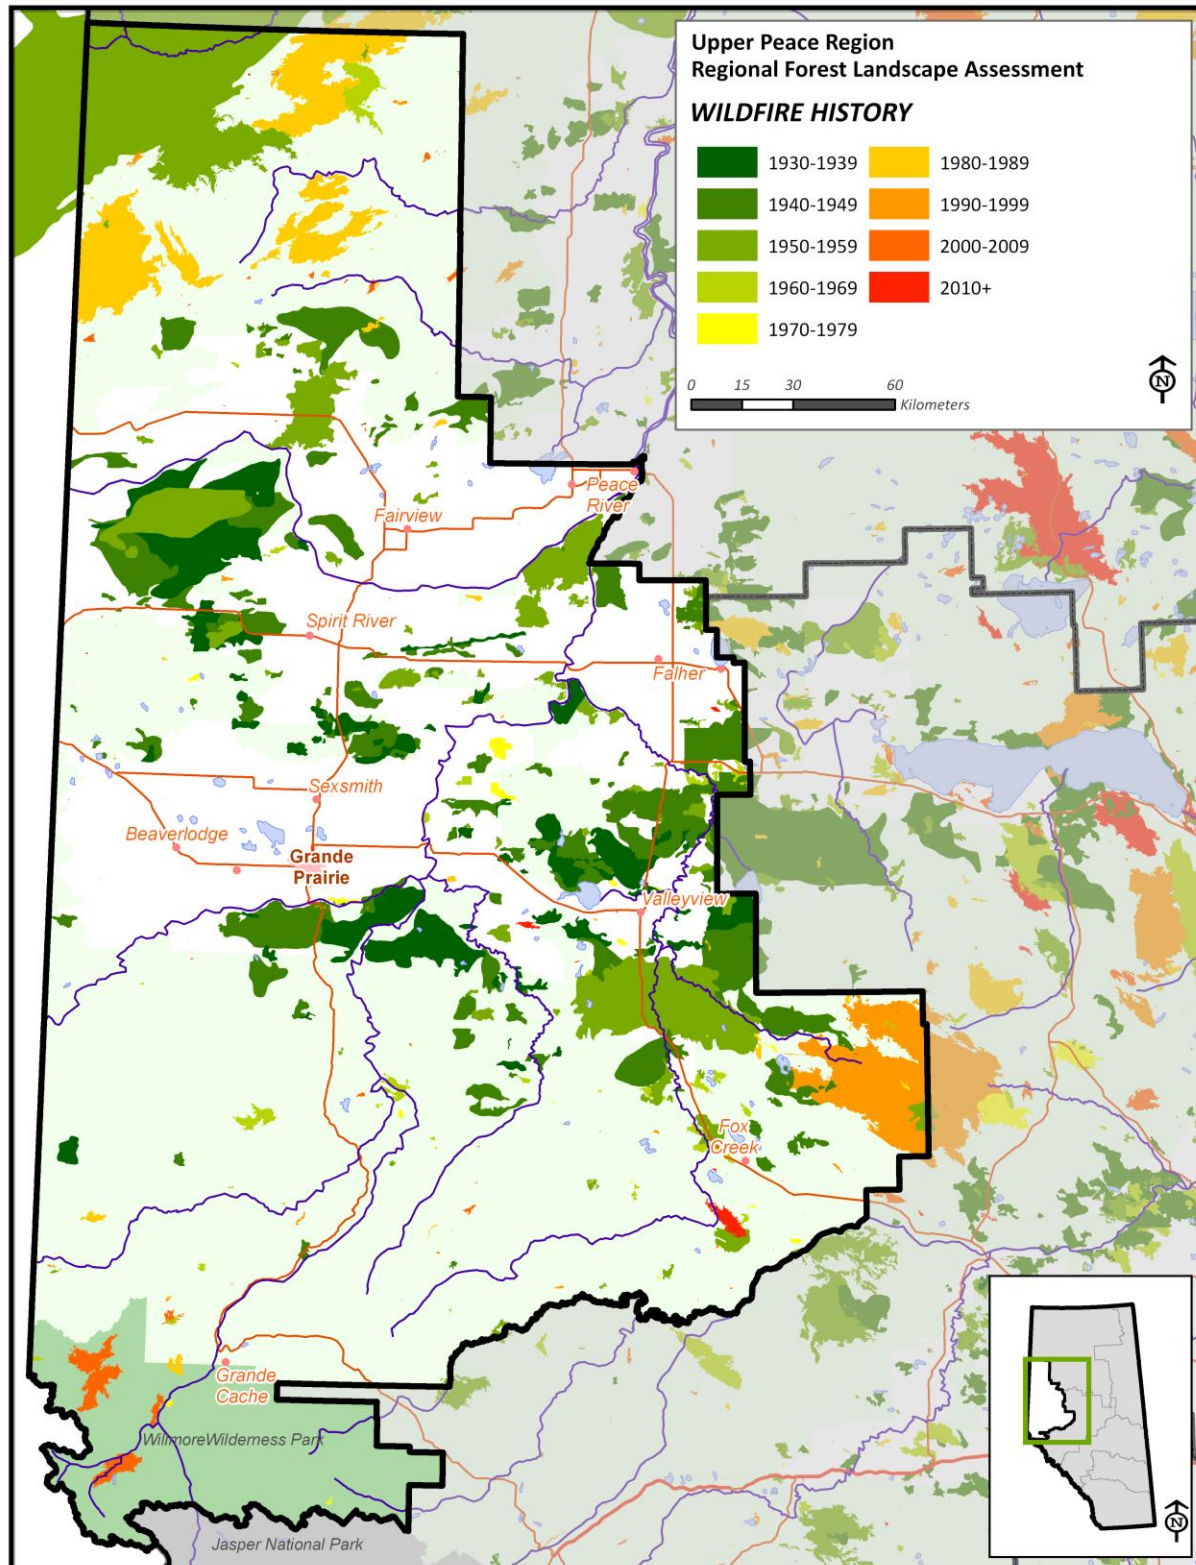 Upper Peace Region
Regional Forest Landscape Assessment
WILDFIRE HISTORY
1930-1939
1980-1989
1940-1949
1990-1999
1950-1959
2000-2009
1960-1969
2010+
1970-1979
0 15 30 60
Kilometers
N
Peace
River
Fairview
Spirit River
Falher
Sexsmith
Beaverlodge
Grande
Prairie
Valleyview
Fox
Creek
Grande
Cache
WillmoreWilderness Park
Jasper National Park
N